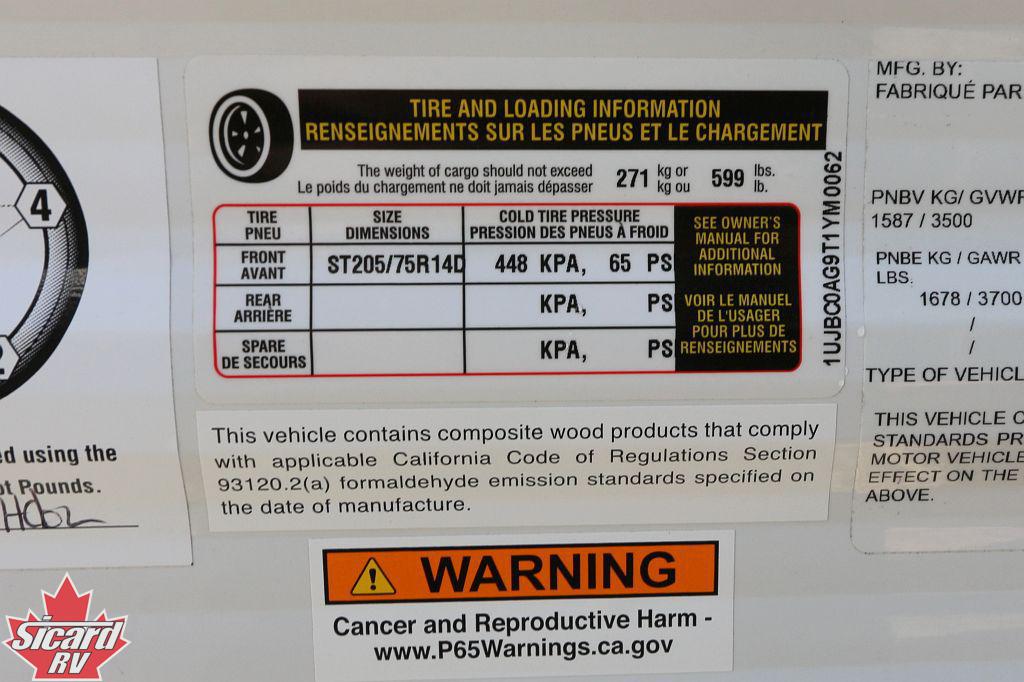 4
2
ed using the
ot Pounds.
TIRE AND LOADING INFORMATION
RENSEIGNEMENTS SUR LES PNEUS ET LE CHARGEMENT
The weight of cargo should not exceed 271 kg or 599 lbs.
Le poids du chargement ne doit jamais dépasser kg ou lb.
TIRE SIZE COLD TIRE PRESSURE
PNEU DIMENSIONS PRESSION DES PNEUS À FROID
FRONT
AVANT
ST205/75R14D 448 KPA, 65 PS
REAR
ARRIÈRE
KPA, PS
SPARE
DE SECOURS
KPA, PS
SEE OWNER'S
MANUAL FOR
ADDITIONAL
INFORMATION
VOIR LE MANUEL
DE L'USAGER
POUR PLUS DE
RENSEIGNEMENTS
1UJBC0AG9T1YM0062
This vehicle contains composite wood products that comply
with applicable California Code of Regulations Section
93120.2(a) formaldehyde emission standards specified on
the date of manufacture.
WARNING
Cancer and Reproductive Harm -
www.P65Warnings.ca.gov
MFG. BY:
FABRIQUÉ PAR
PNBV KG/ GVWR
1587 / 3500
PNBE KG / GAWR
LBS.
1678 / 3700
/
/
TYPE OF VEHICL
THIS VEHICLE C
STANDARDS PR
MOTOR VEHICLE
EFFECT ON THE
ABOVE.
Sicard
RV